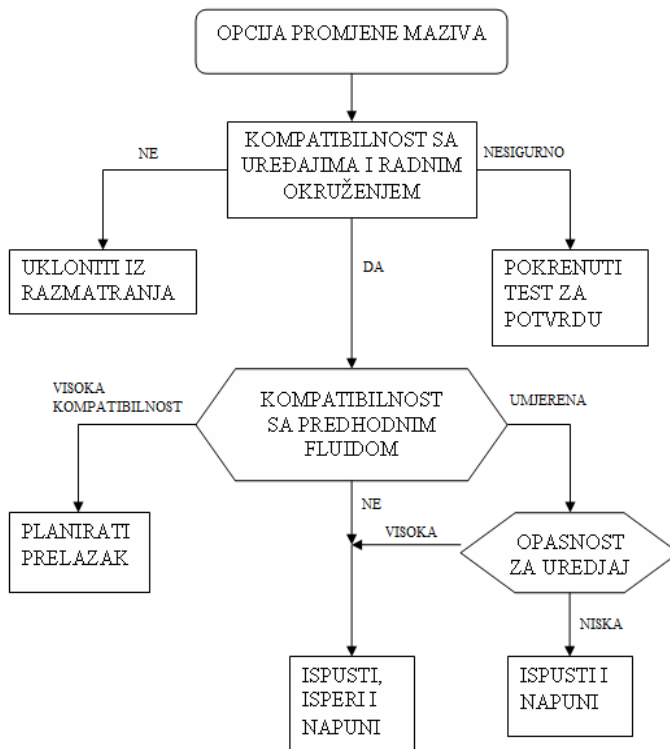 OPCIJA PROMJENE MAZIVA
KOMPATIBILNOST SA
UREĐAJIMA I RADNIM
OKRUŽENJEM
NE
NESIGURNO
UKLONITI IZ
RAZMATRANJA
DA
POKRENUTI
TEST ZA
POTVRDU
VISOKA
KOMPATIBILNOST
KOMPATIBILNOST
SA PREDHODNIM
FLUIDOM
UMJERENA
PLANIRATI
PRELAZAK
NE
VISOKA
OPASNOST
ZA UREDJAJ
NISKA
ISPUSTI,
ISPERI I
NAPUNI
ISPUSTI I
NAPUNI